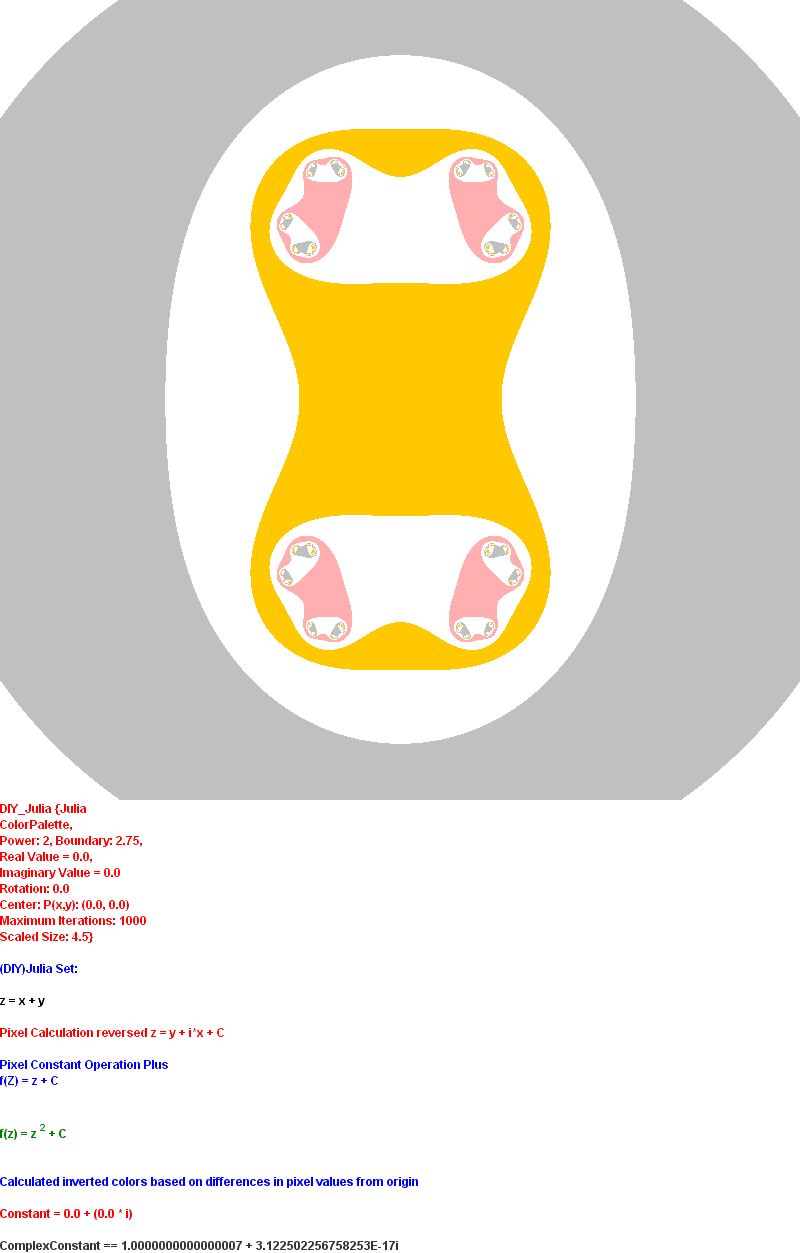 DIY_Julia {Julia
ColorPalette,
Power: 2, Boundary: 2.75,
Real Value = 0.0,
Imaginary Value = 0.0
Rotation: 0.0
Center: P(x,y): (0.0, 0.0)
Maximum Iterations: 1000
Scaled Size: 4.5}
(DIY)Julia Set:
z = x + y
Pixel Calculation reversed z = y + i*x + C
Pixel Constant Operation Plus
f(Z) = z + C
f(z) = z ² + C
Calculated inverted colors based on differences in pixel values from origin
Constant = 0.0 + (0.0 * i)
ComplexConstant == 1.0000000000000007 + 3.122502256758253E-17i